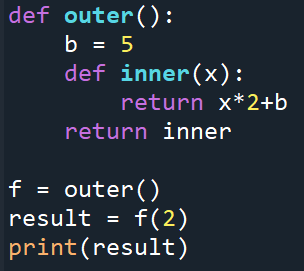 def outer():
    b = 5
    def inner(x):
        return x*2+b
    return inner

f = outer()
result = f(2)
print(result)